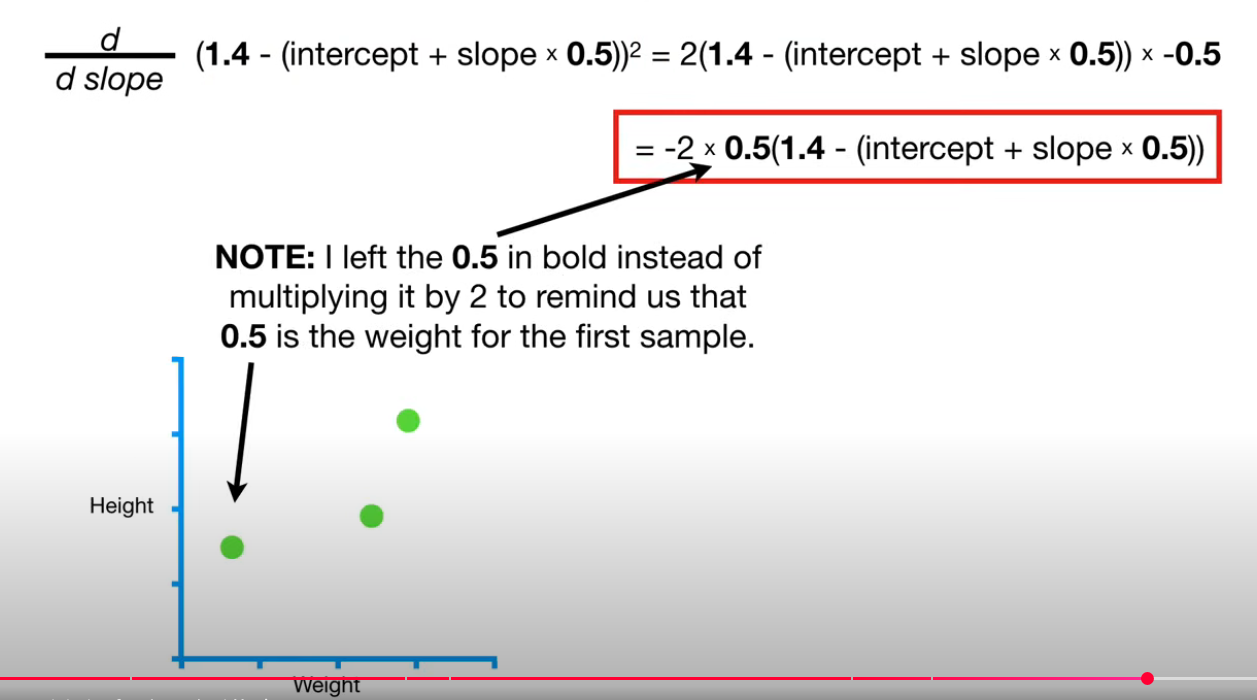 d
d slope
(1.4 - (intercept + slope × 0.5))² = 2(1.4 - (intercept + slope × 0.5)) × -0.5
= -2 × 0.5(1.4 - (intercept + slope × 0.5))
NOTE: I left the 0.5 in bold instead of
multiplying it by 2 to remind us that
0.5 is the weight for the first sample.
Height
Weight